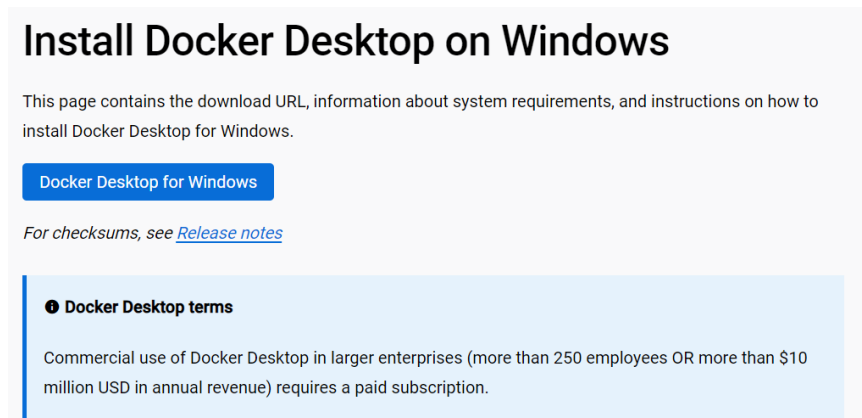 Install Docker Desktop on Windows
This page contains the download URL, information about system requirements, and instructions on how to
install Docker Desktop for Windows.
Docker Desktop for Windows
For checksums, see Release notes
Docker Desktop terms
Commercial use of Docker Desktop in larger enterprises (more than 250 employees OR more than $10
million USD in annual revenue) requires a paid subscription.